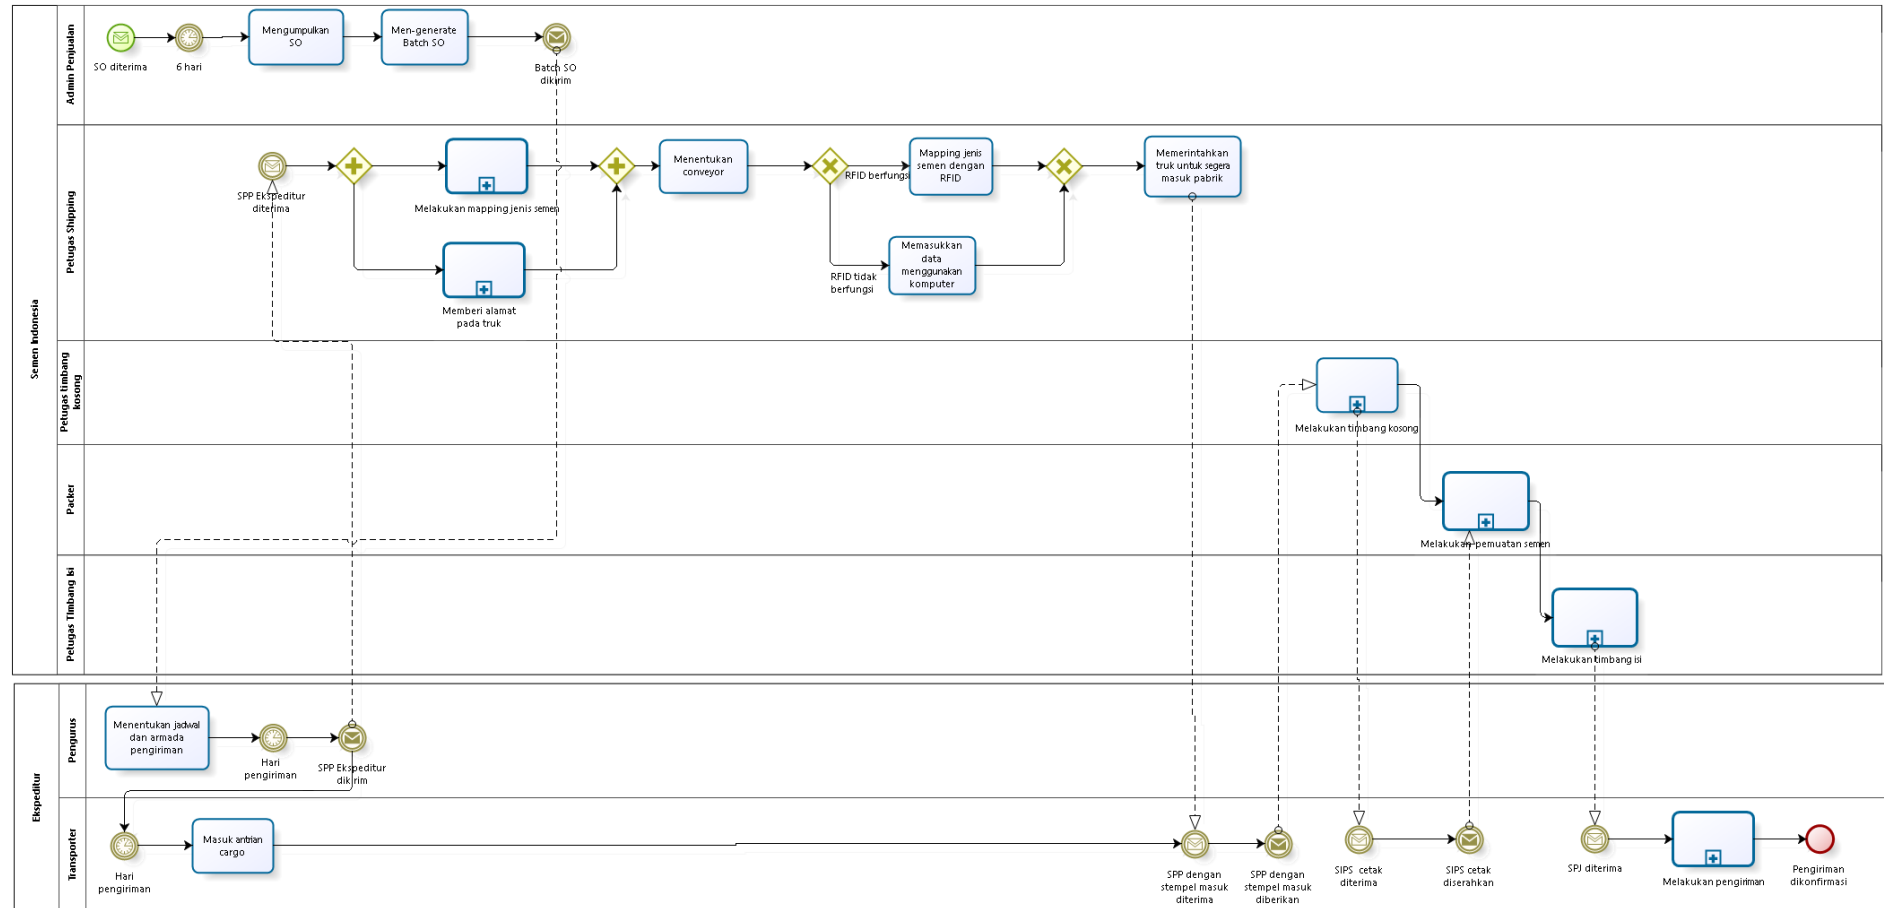 Semen Indonesia
Admin Penjualan
SO diterima
6 hari
Mengumpulkan
SO
Men-generate
Batch SO
Batch SO
dikirim
Petugas Shipping
SPP Ekspeditur
diterima
Melakukan mapping jenis semen
Memberi alamat
pada truk
Menentukan
conveyor
RFID berfungsi
RFID tidak
berfungsi
Mapping jenis
semen dengan
RFID
Memasukkan
data
menggunakan
komputer
Memerintahkan
truk untuk segera
masuk pabrik
Petugas timbang
kosong
Melakukan timbang kosong
Packer
Melakukan pemuatan semen
Petugas Timbang Isi
Melakukan timbang isi
Ekspeditur
Pengurus
Menentukan jadwal
dan armada
pengiriman
Hari
pengiriman
SPP Ekspeditur
dikirim
Transporter
Hari
pengiriman
Masuk antrian
cargo
SPP dengan
stempel masuk
diterima
SPP dengan
stempel masuk
diberikan
SIPS cetak
diterima
SIPS cetak
diserahkan
SPJ diterima
Melakukan pengiriman
Pengiriman
dikonfirmasi